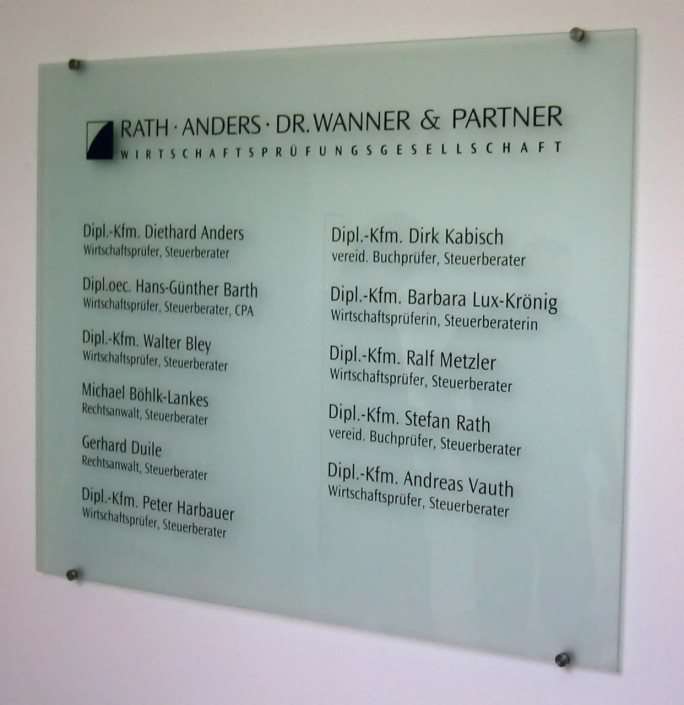 RATH · ANDERS · DR. WANNER & PARTNER
WIRTSCHAFTSPRÜFUNGSGESELLSCHAFT
Dipl.-Kfm. Diethard Anders
Wirtschaftsprüfer, Steuerberater
Dipl.oec. Hans-Günther Barth
Wirtschaftsprüfer, Steuerberater, CPA
Dipl.-Kfm. Walter Bley
Wirtschaftsprüfer, Steuerberater
Michael Böhlk-Lankes
Rechtsanwalt, Steuerberater
Gerhard Duile
Rechtsanwalt, Steuerberater
Dipl.-Kfm. Peter Harbauer
Wirtschaftsprüfer, Steuerberater
Dipl.-Kfm. Dirk Kabisch
vereid. Buchprüfer, Steuerberater
Dipl.-Kfm. Barbara Lux-Krönig
Wirtschaftsprüferin, Steuerberaterin
Dipl.-Kfm. Ralf Metzler
Wirtschaftsprüfer, Steuerberater
Dipl.-Kfm. Stefan Rath
vereid. Buchprüfer, Steuerberater
Dipl.-Kfm. Andreas Vauth
Wirtschaftsprüfer, Steuerberater